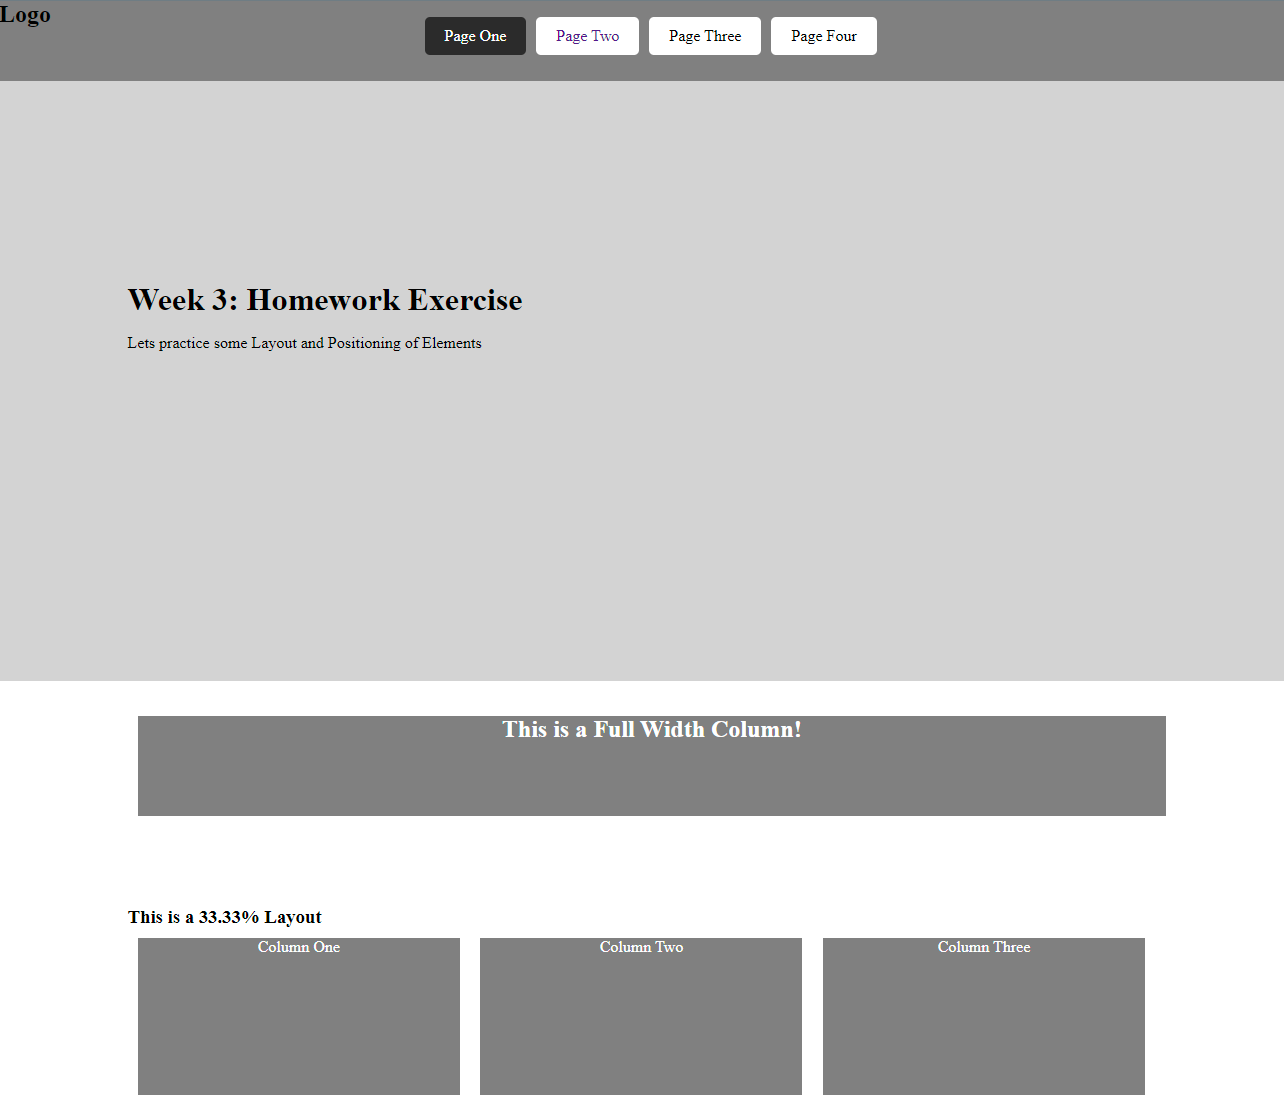 Logo
Page One Page Two Page Three Page Four
Week 3: Homework Exercise
Lets practice some Layout and Positioning of Elements
This is a Full Width Column!
This is a 33.33% Layout
Column One Column Two Column Three